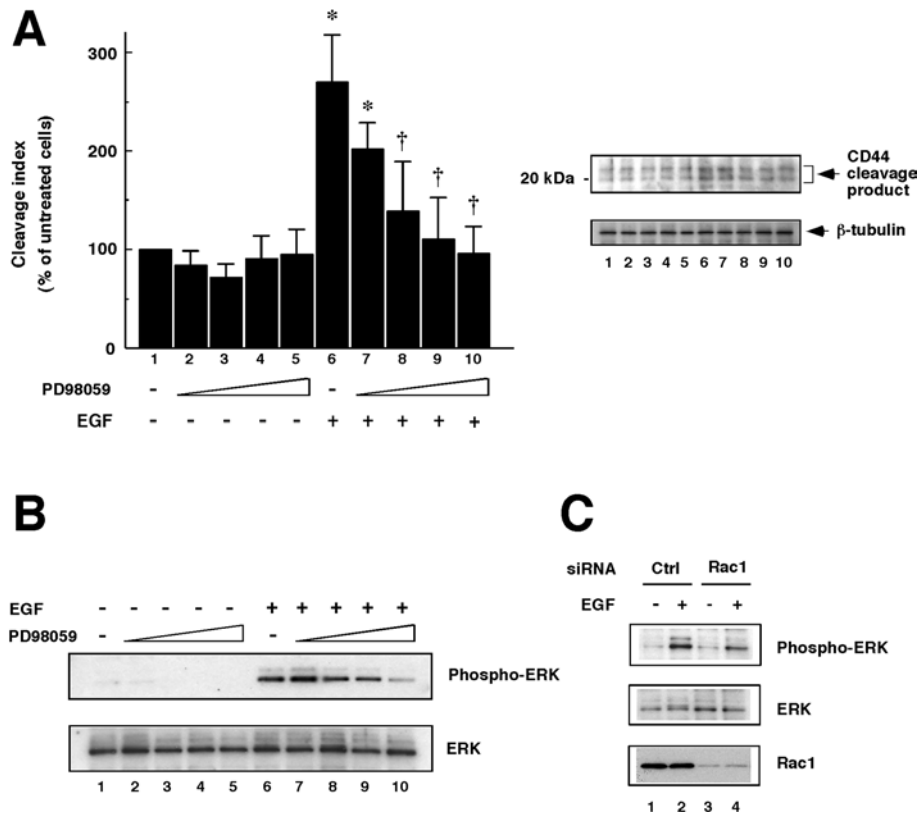 A
Cleavage index
(% of untreated cells)
300
200
100
0
* * † † †
1 2 3 4 5 6 7 8 9 10
PD98059 - -
EGF - - - - - + + + + +
20 kDa -
CD44
cleavage
product
β-tubulin
1 2 3 4 5 6 7 8 9 10
B
EGF - - - - - + + + + +
PD98059 - -
Phospho-ERK
ERK
1 2 3 4 5 6 7 8 9 10
C
siRNA Ctrl Rac1
EGF - + - +
Phospho-ERK
ERK
Rac1
1 2 3 4